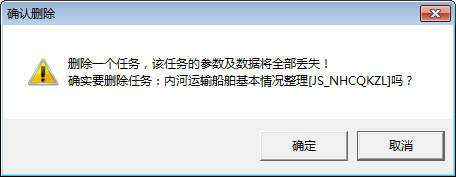 确认删除
删除一个任务，该任务的参数及数据将全部丢失！
确实要删除任务：内河运输船舶基本情况整理[JS_NHCQKZL]吗？
确定
取消